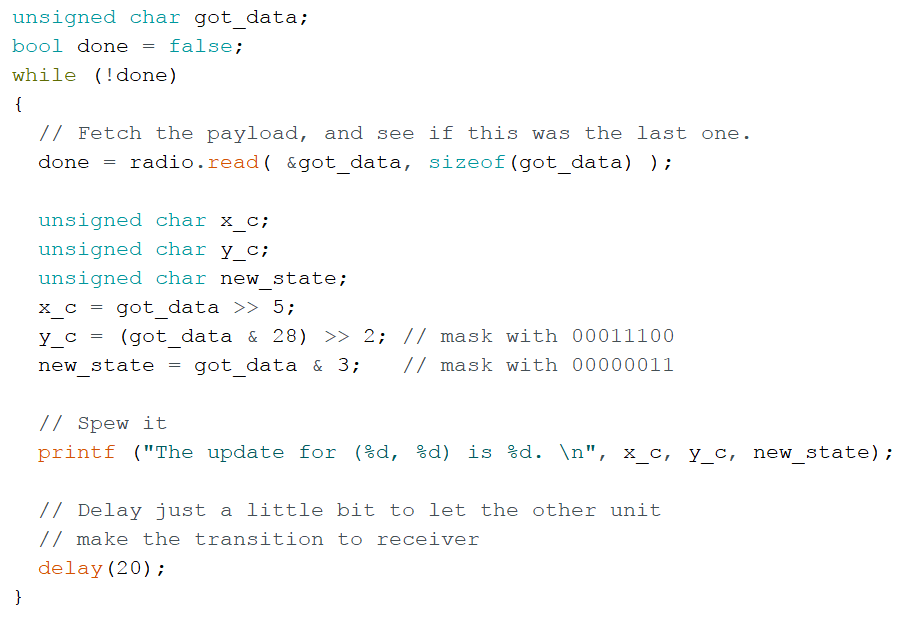 unsigned char got_data;
bool done = false;
while (!done)
{
  // Fetch the payload, and see if this was the last one.
  done = radio.read( &got_data, sizeof(got_data) );

  unsigned char x_c;
  unsigned char y_c;
  unsigned char new_state;
  x_c = got_data >> 5;
  y_c = (got_data & 28) >> 2; // mask with 00011100
  new_state = got_data & 3;   // mask with 00000011

  // Spew it
  printf ("The update for (%d, %d) is %d. \n", x_c, y_c, new_state);

  // Delay just a little bit to let the other unit
  // make the transition to receiver
  delay(20);
}